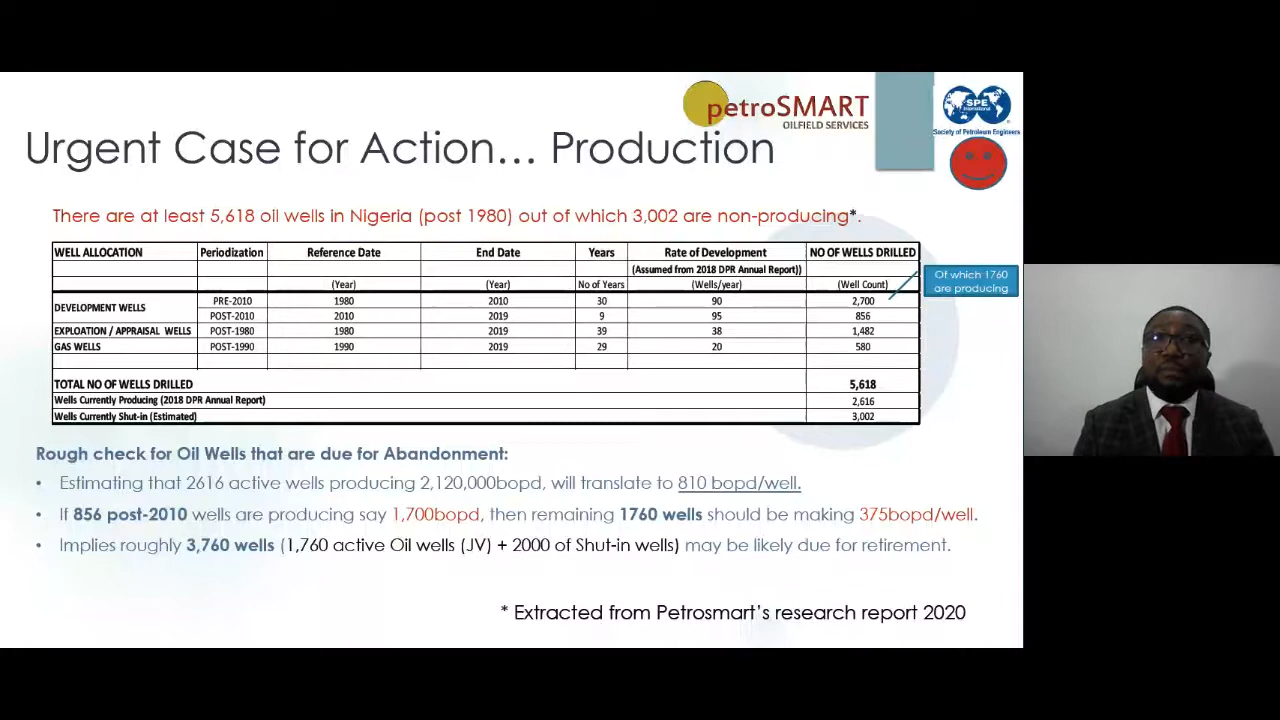 petroSMART
OILFIELD SERVICES
SPE
International
Society of Petroleum Engineers
Urgent Case for Action… Production
There are at least 5,618 oil wells in Nigeria (post 1980) out of which 3,002 are non-producing*.
WELL ALLOCATION Periodization Reference Date End Date Years Rate of Development NO OF WELLS DRILLED
(Assumed from 2018 DPR Annual Report))
(Year) (Year) No of Years (Wells/year) (Well Count)
Of which 1760
are producing
DEVELOPMENT WELLS PRE-2010 1980 2010 30 90 2,700
POST-2010 2010 2019 9 95 856
EXPLOATION / APPRAISAL WELLS POST-1980 1980 2019 39 38 1,482
GAS WELLS POST-1990 1990 2019 29 20 580
TOTAL NO OF WELLS DRILLED 5,618
Wells Currently Producing (2018 DPR Annual Report) 2,616
Wells Currently Shut-in (Estimated) 3,002
Rough check for Oil Wells that are due for Abandonment:
• Estimating that 2616 active wells producing 2,120,000bopd, will translate to 810 bopd/well.
• If 856 post-2010 wells are producing say 1,700bopd, then remaining 1760 wells should be making 375bopd/well.
• Implies roughly 3,760 wells (1,760 active Oil wells (JV) + 2000 of Shut-in wells) may be likely due for retirement.
* Extracted from Petrosmart's research report 2020